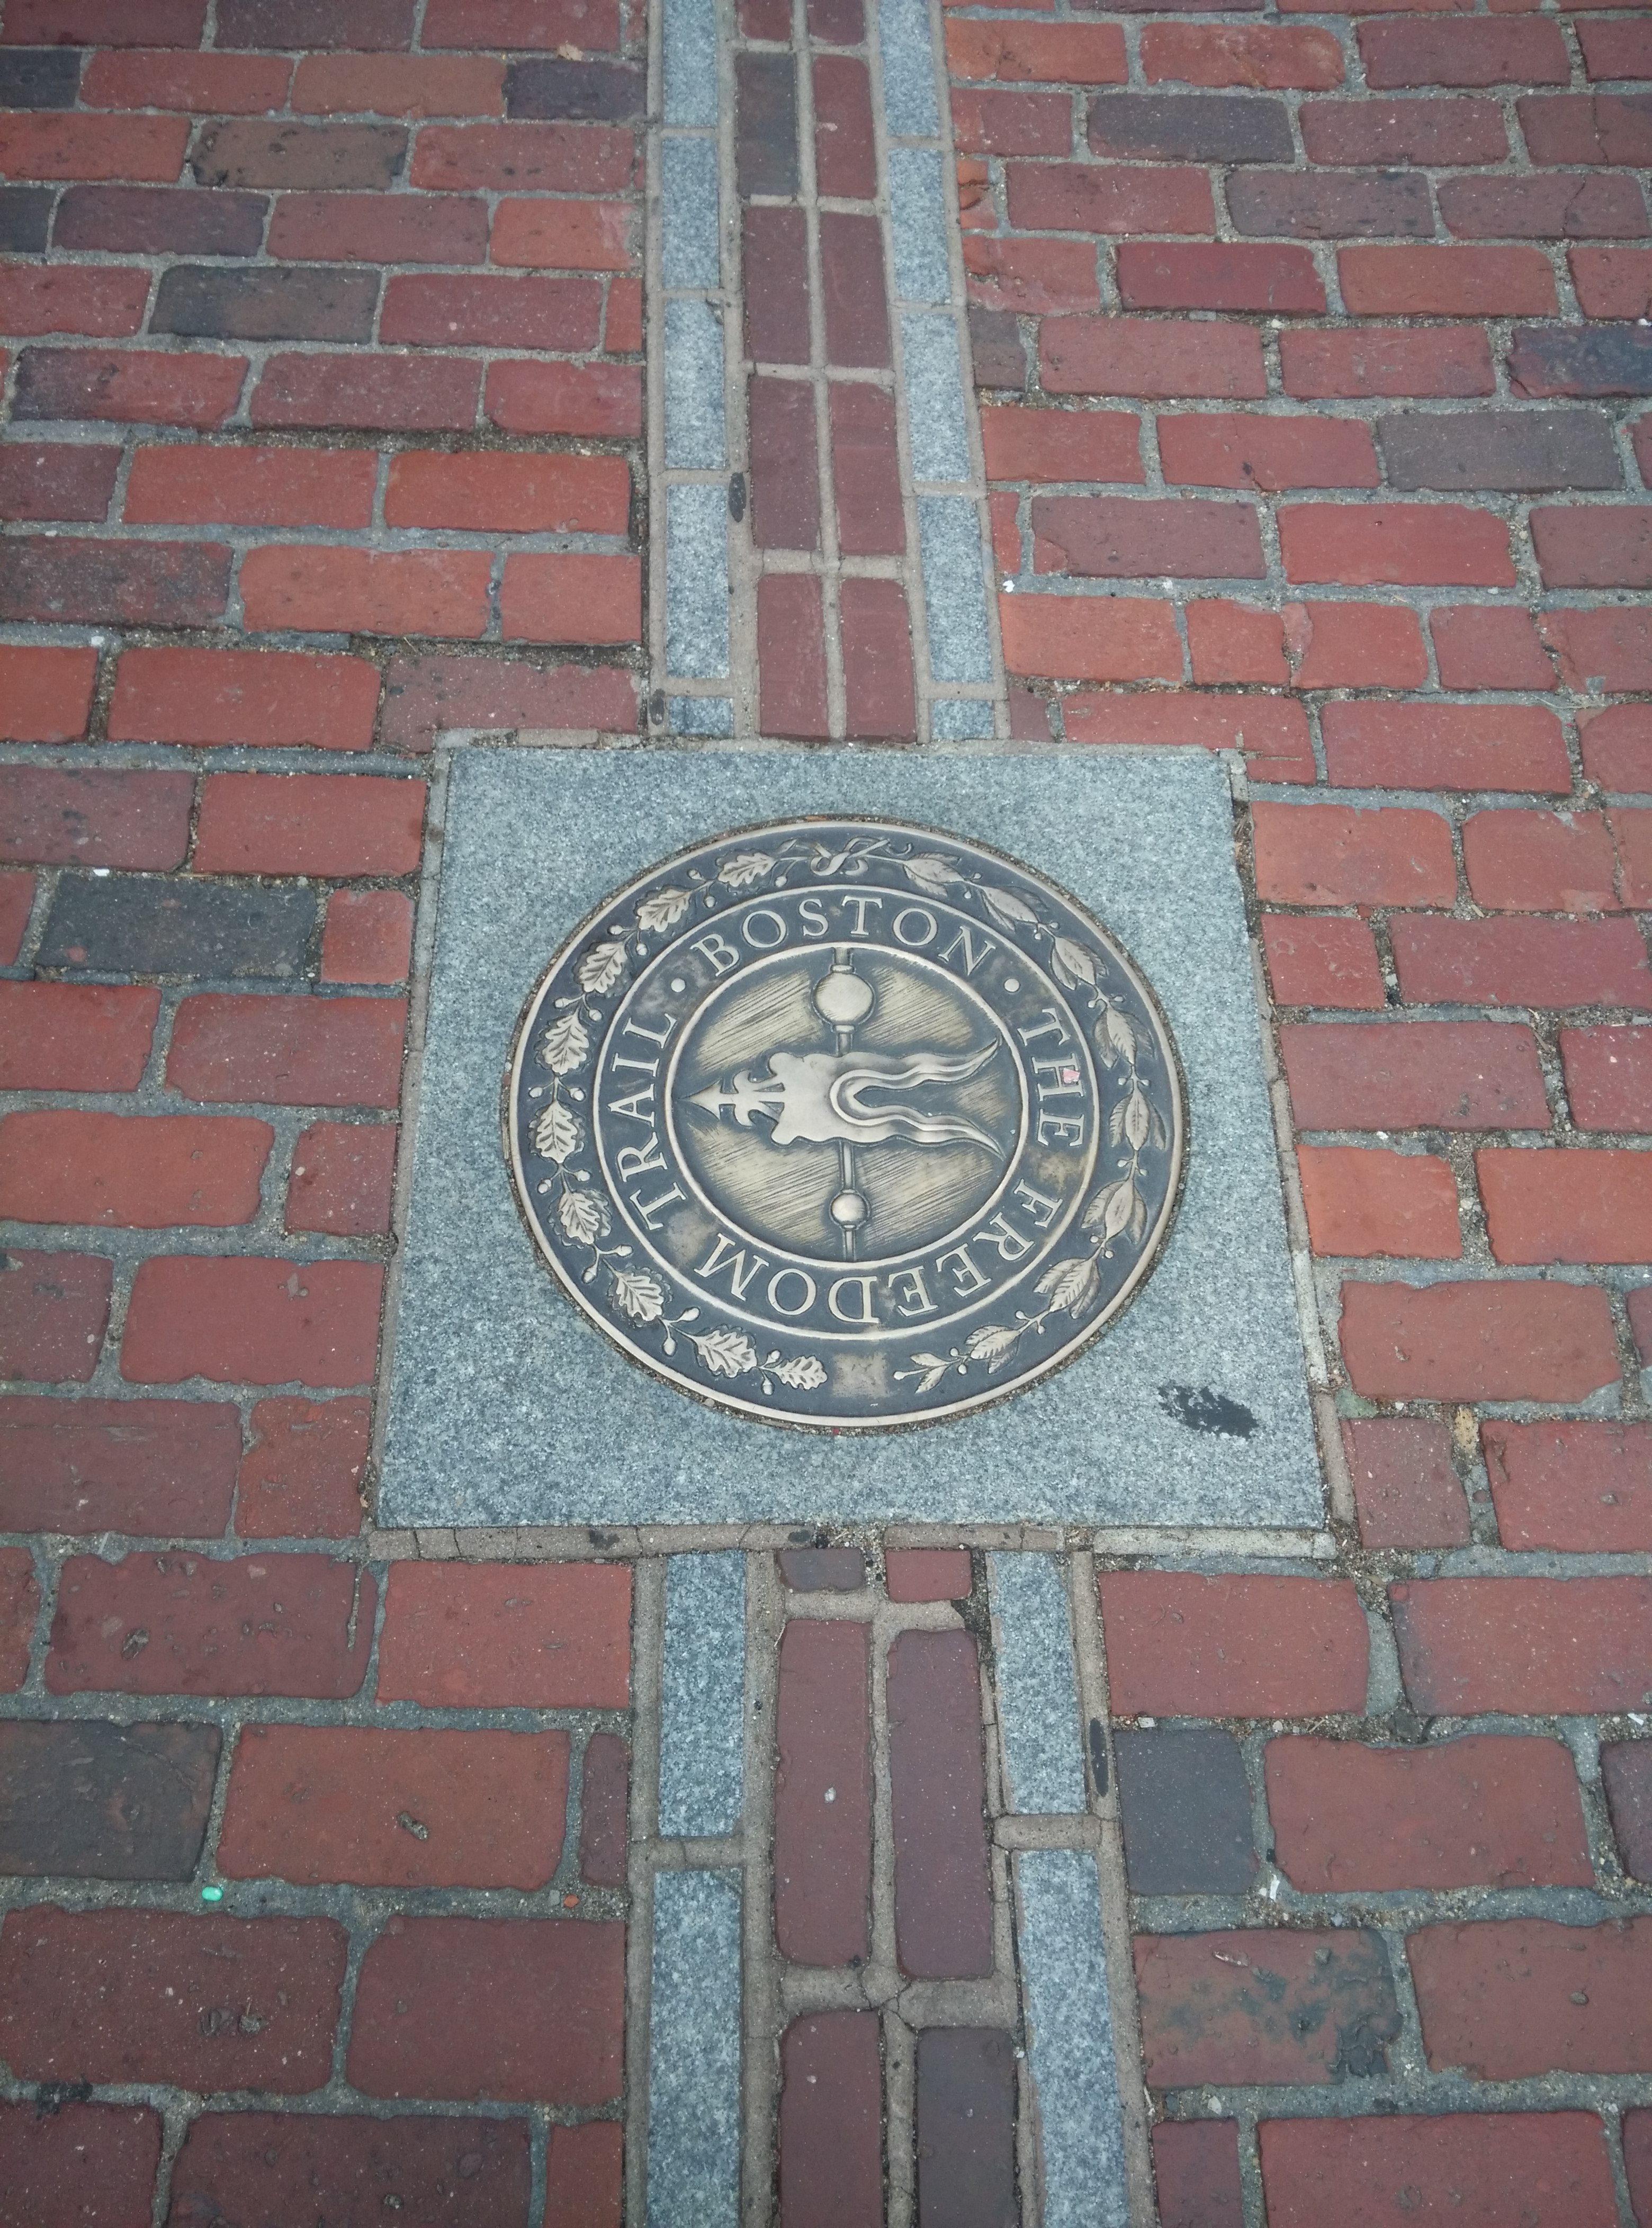 THE FREEDOM TRAIL · BOSTON ·